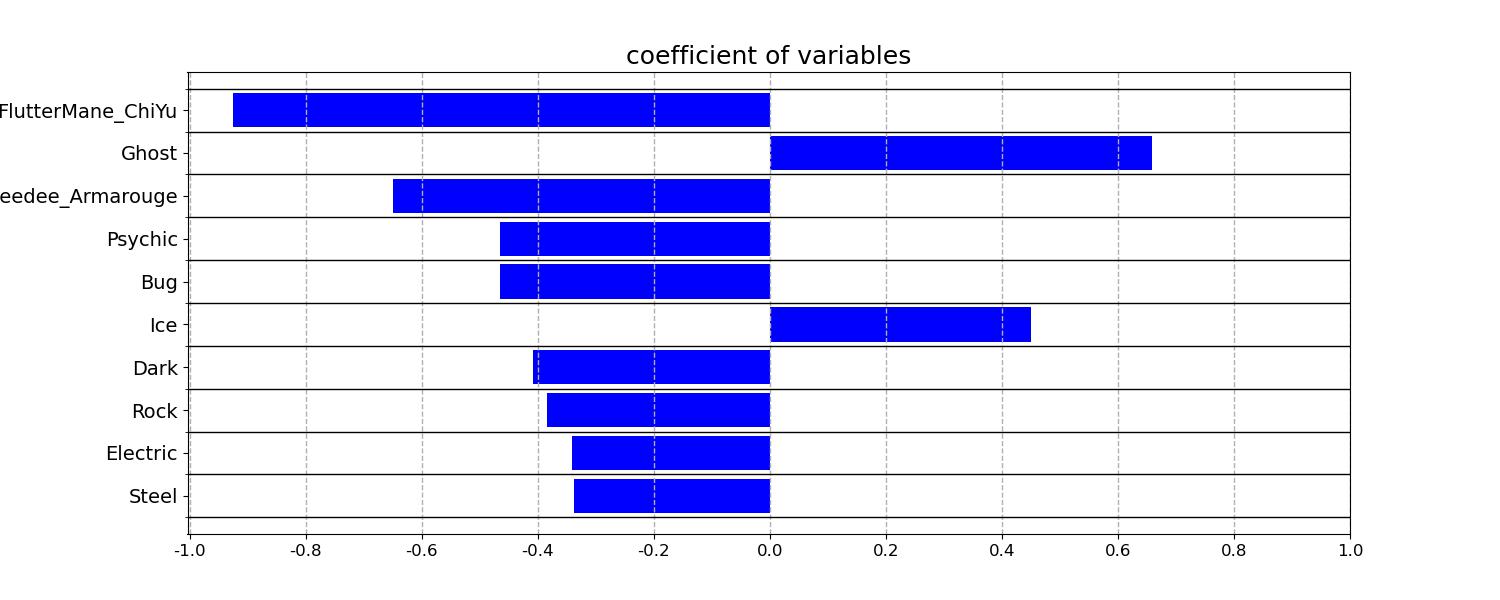 coefficient of variables
FlutterMane_ChiYu
Ghost
eedee_Armarouge
Psychic
Bug
Ice
Dark
Rock
Electric
Steel
-1.0 -0.8 -0.6 -0.4 -0.2 0.0 0.2 0.4 0.6 0.8 1.0